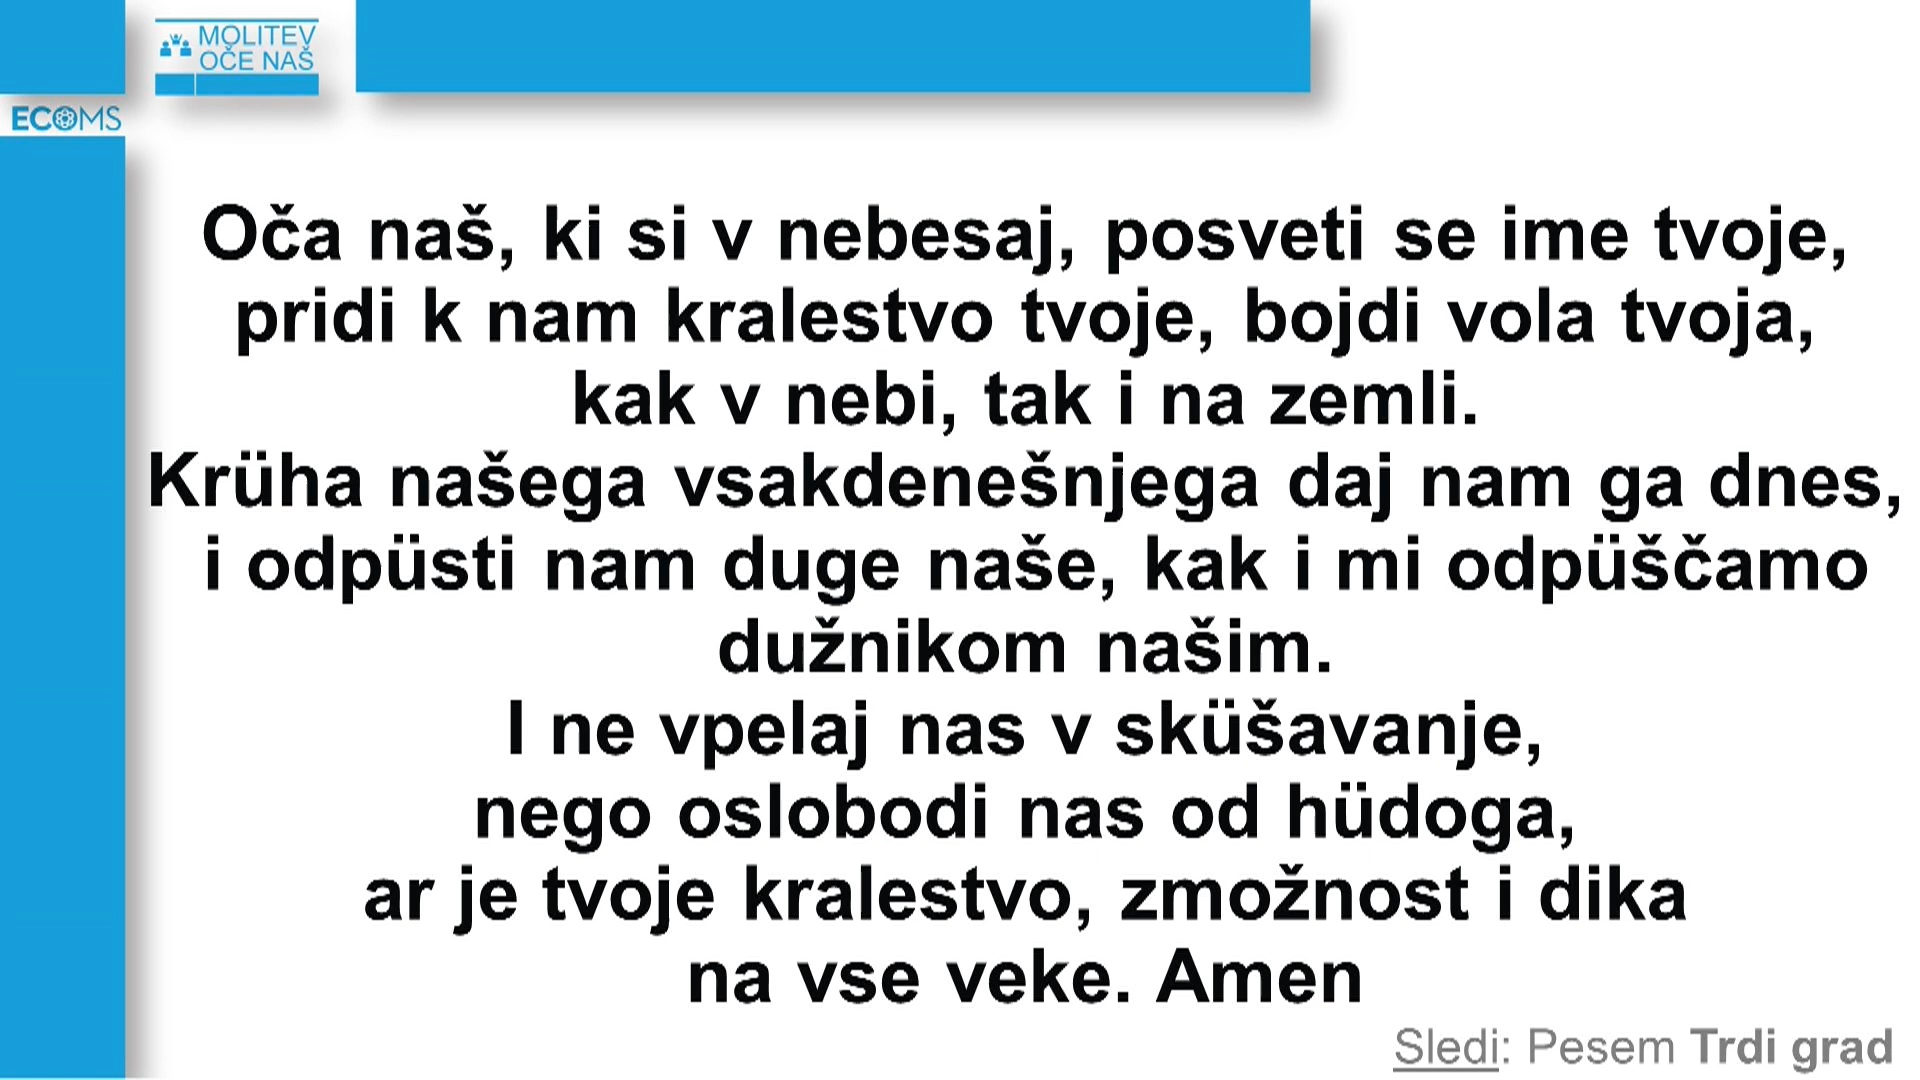 MOLITEV
OČE NAŠ
ECOMS
Oča naš, ki si v nebesaj, posveti se ime tvoje,
pridi k nam kralestvo tvoje, bojdi vola tvoja,
kak v nebi, tak i na zemli.
Krüha našega vsakdenešnjega daj nam ga dnes,
i odpüsti nam duge naše, kak i mi odpüščamo
dužnikom našim.
I ne vpelaj nas v sküšavanje,
nego oslobodi nas od hüdoga,
ar je tvoje kralestvo, zmožnost i dika
na vse veke. Amen
Sledi: Pesem Trdi grad